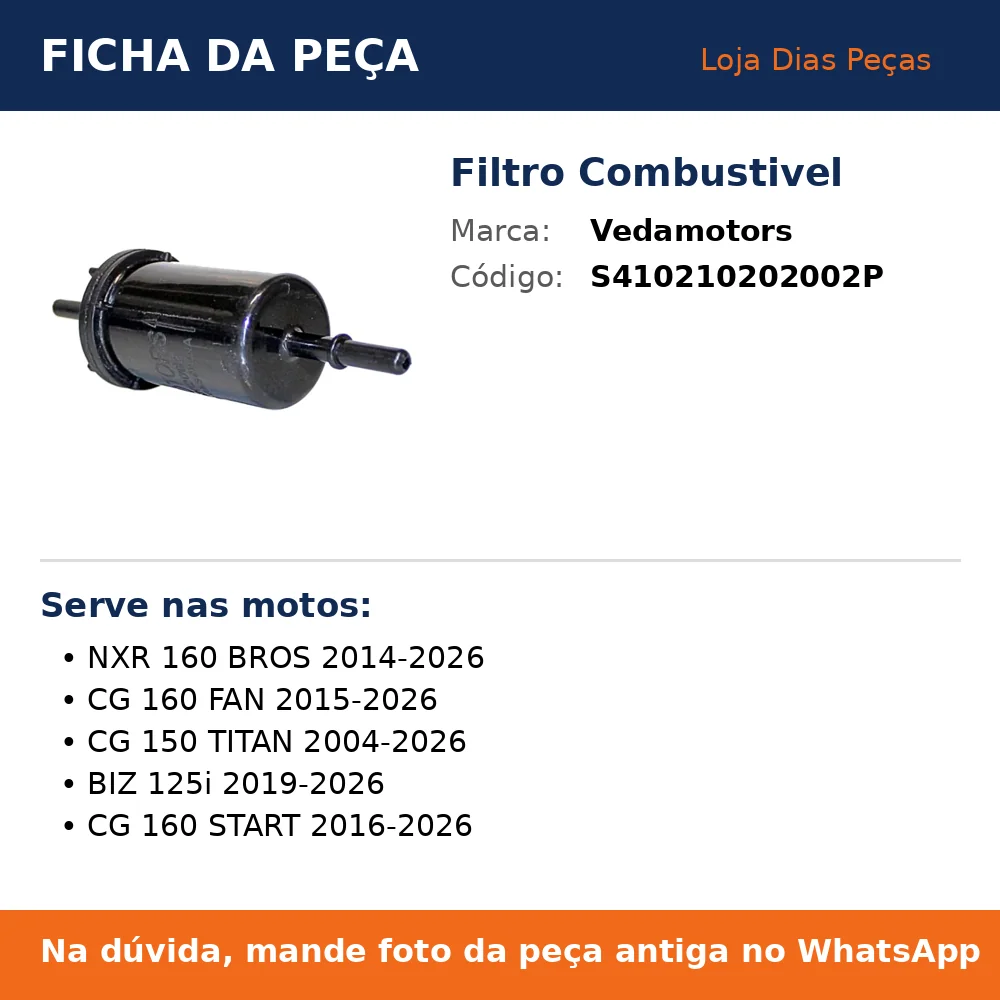 FICHA DA PEÇA
Loja Dias Peças
Filtro Combustivel
Marca: Vedamotors
Código: S410210202002P
Serve nas motos:
• NXR 160 BROS 2014-2026
• CG 160 FAN 2015-2026
• CG 150 TITAN 2004-2026
• BIZ 125i 2019-2026
• CG 160 START 2016-2026
Na dúvida, mande foto da peça antiga no WhatsApp